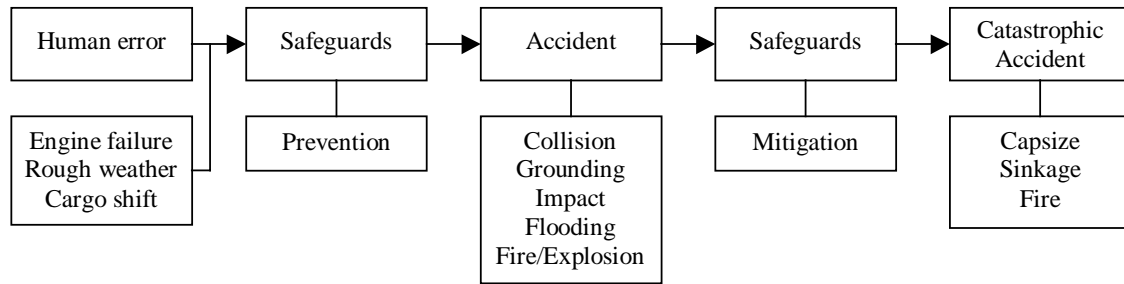 Human error
Safeguards
Accident
Safeguards
Catastrophic
Accident
Engine failure
Rough weather
Cargo shift
Prevention
Collision
Grounding
Impact
Flooding
Fire/Explosion
Mitigation
Capsize
Sinkage
Fire